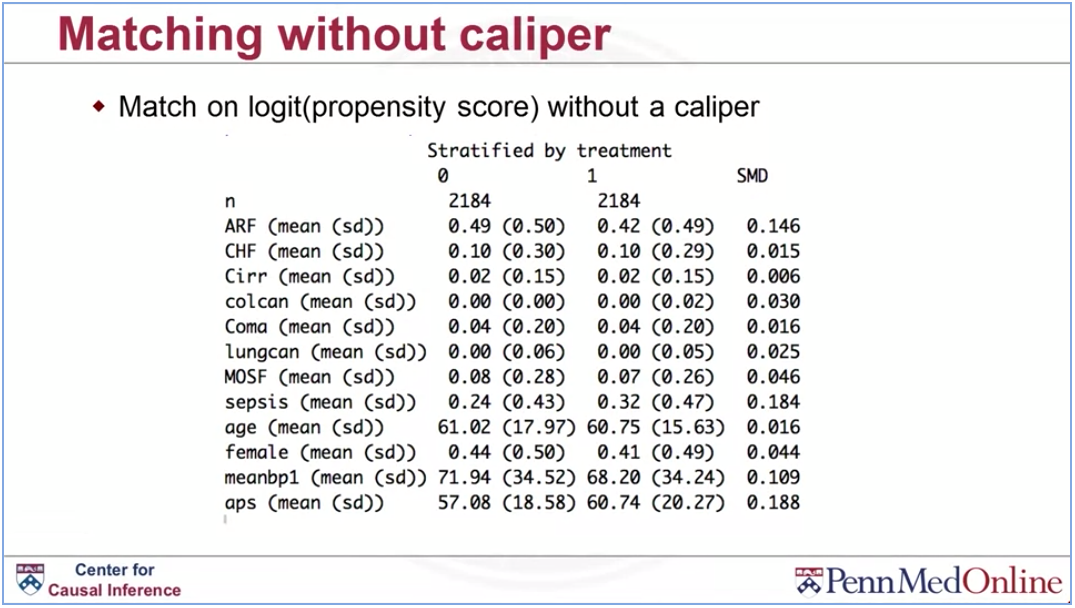 Matching without caliper
◆ Match on logit(propensity score) without a caliper
Stratified by treatment
0 1 SMD
n 2184 2184
ARF (mean (sd)) 0.49 (0.50) 0.42 (0.49) 0.146
CHF (mean (sd)) 0.10 (0.30) 0.10 (0.29) 0.015
Cirr (mean (sd)) 0.02 (0.15) 0.02 (0.15) 0.006
colcan (mean (sd)) 0.00 (0.00) 0.00 (0.02) 0.030
Coma (mean (sd)) 0.04 (0.20) 0.04 (0.20) 0.016
lungcan (mean (sd)) 0.00 (0.06) 0.00 (0.05) 0.025
MOSF (mean (sd)) 0.08 (0.28) 0.07 (0.26) 0.046
sepsis (mean (sd)) 0.24 (0.43) 0.32 (0.47) 0.184
age (mean (sd)) 61.02 (17.97) 60.75 (15.63) 0.016
female (mean (sd)) 0.44 (0.50) 0.41 (0.49) 0.044
meanbp1 (mean (sd)) 71.94 (34.52) 68.20 (34.24) 0.109
aps (mean (sd)) 57.08 (18.58) 60.74 (20.27) 0.188
Center for
Causal Inference
PennMedOnline